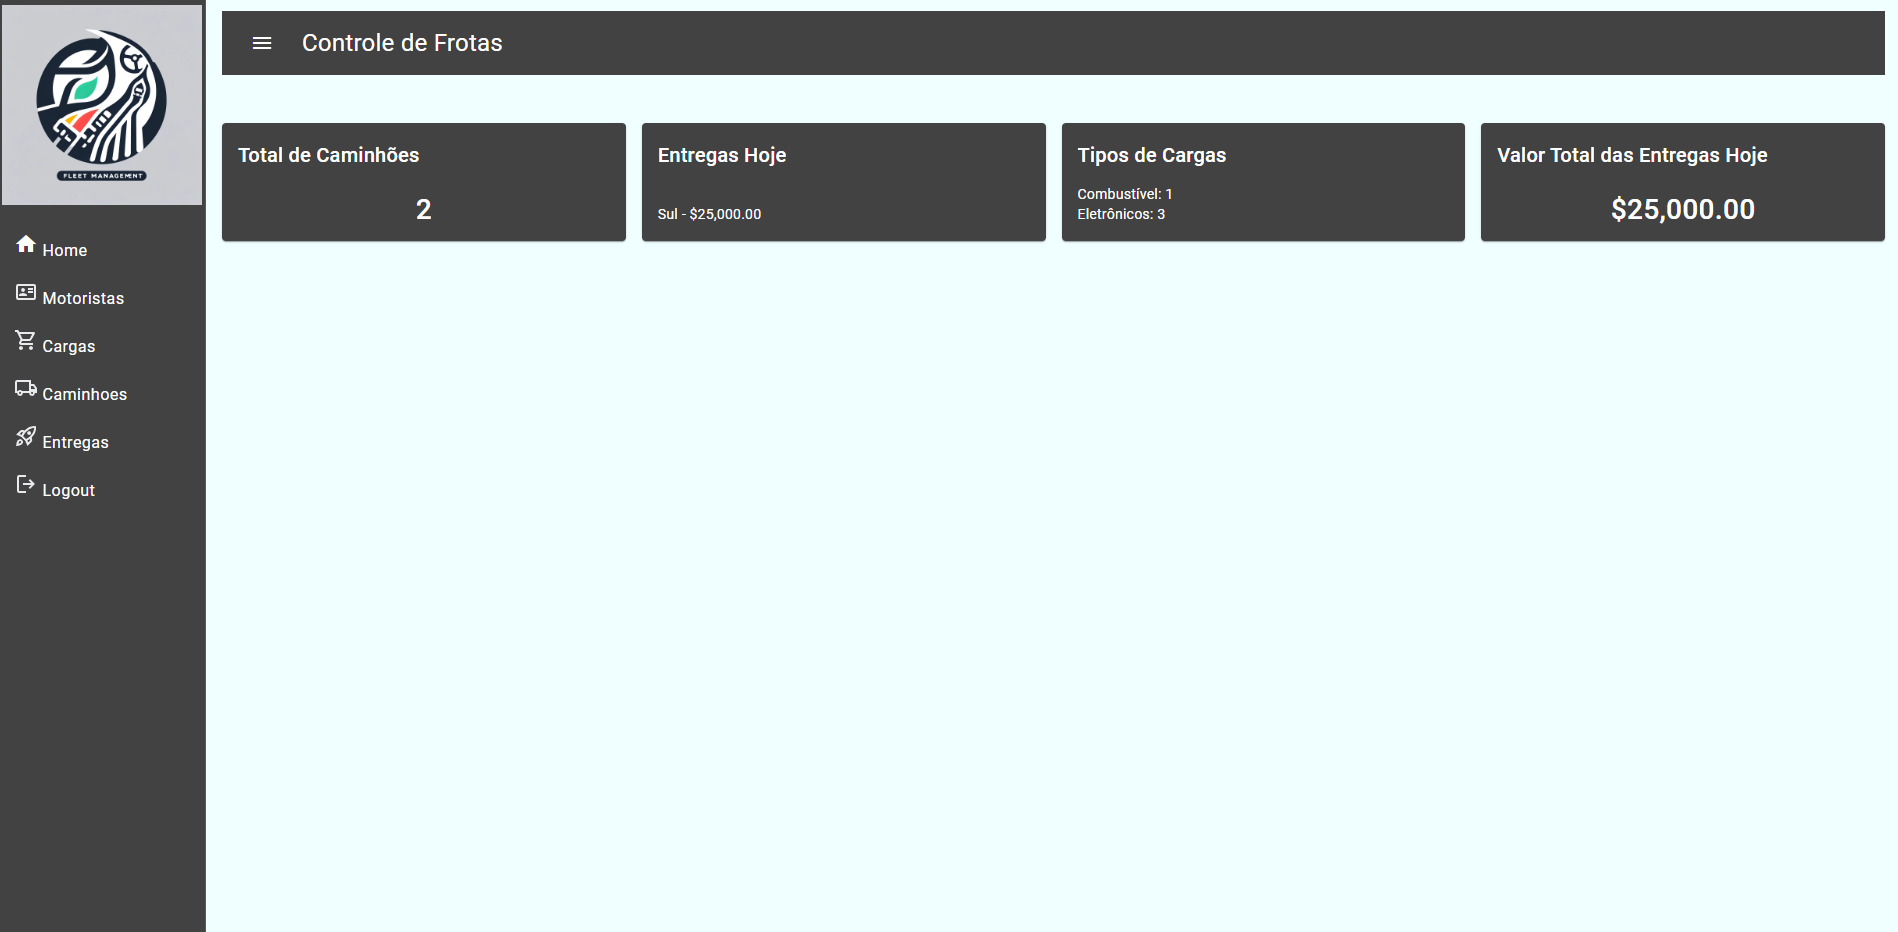 FLEET MANAGEMENT
Home
Motoristas
Cargas
Caminhoes
Entregas
Logout
Controle de Frotas
Total de Caminhões
2
Entregas Hoje
Sul - $25,000.00
Tipos de Cargas
Combustível: 1
Eletrônicos: 3
Valor Total das Entregas Hoje
$25,000.00